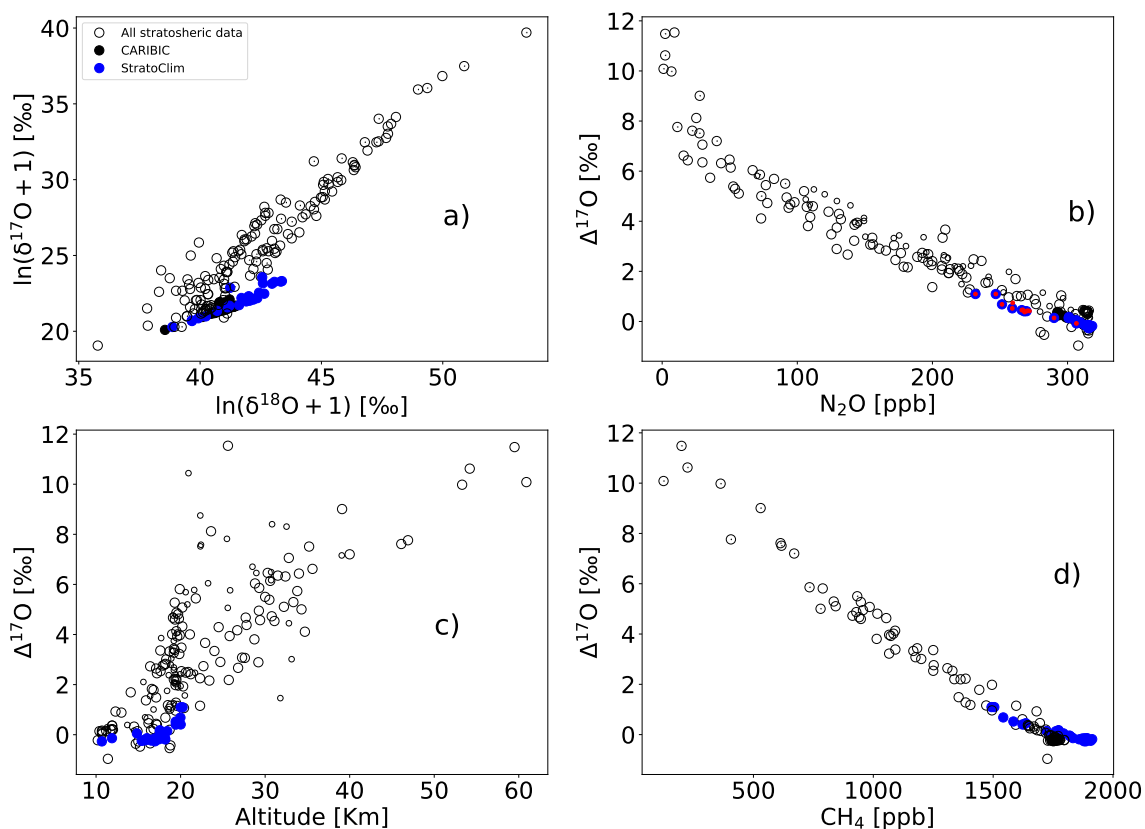 All stratosheric data
CARIBIC
StratoClim
40
35
30
25
20
ln(δ¹⁷O + 1) [‰]
a)
35 40 45 50
ln(δ¹⁸O + 1) [‰]
12
10
8
6
4
2
0
Δ¹⁷O [‰]
b)
0 100 200 300
N₂O [ppb]
12
10
8
6
4
2
0
Δ¹⁷O [‰]
c)
10 20 30 40 50 60
Altitude [Km]
12
10
8
6
4
2
0
Δ¹⁷O [‰]
d)
500 1000 1500 2000
CH₄ [ppb]